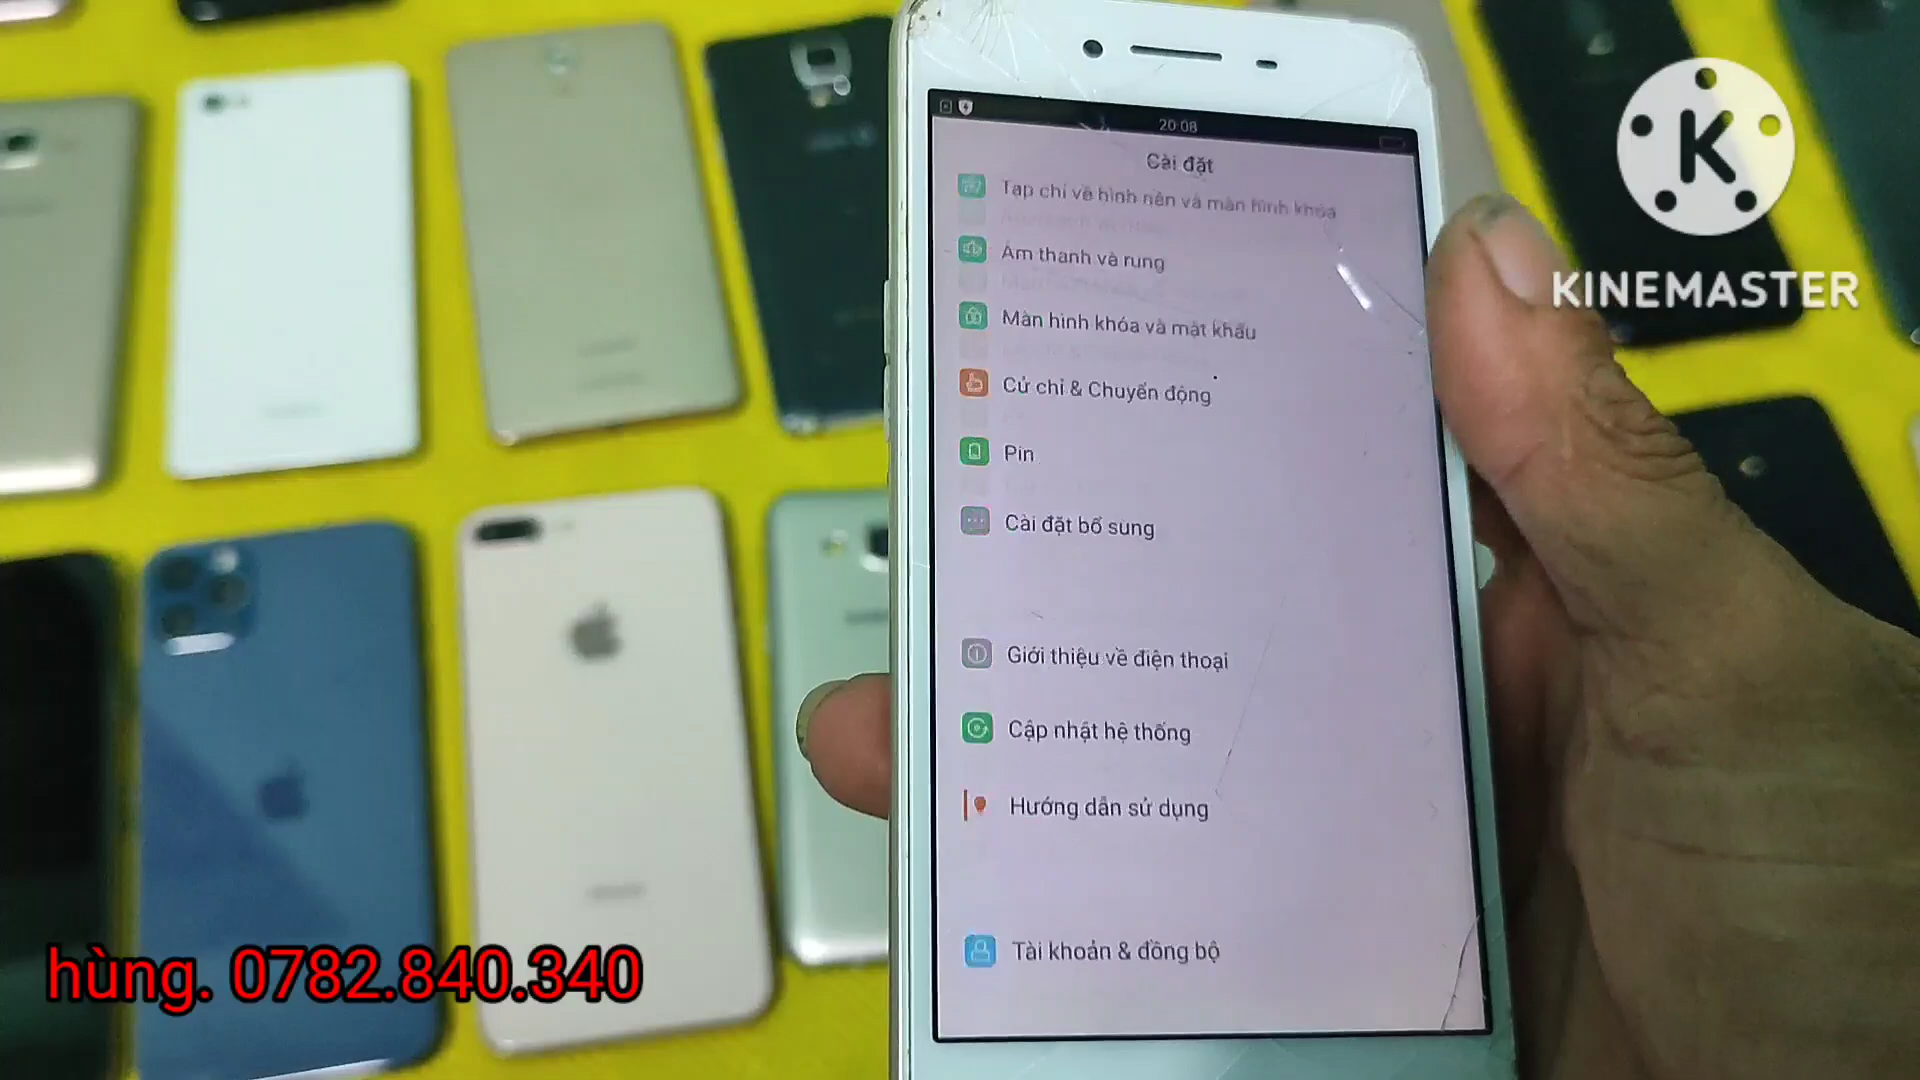 20:08
Cài đặt
Tạp chí về hình nền và màn hình khóa
Âm thanh và rung
Màn hình khóa và mật khẩu
Cử chỉ & Chuyển động
Pin
Cài đặt bổ sung
Giới thiệu về điện thoại
Cập nhật hệ thống
Hướng dẫn sử dụng
Tài khoản & đồng bộ
K
KINEMASTER
hùng. 0782.840.340